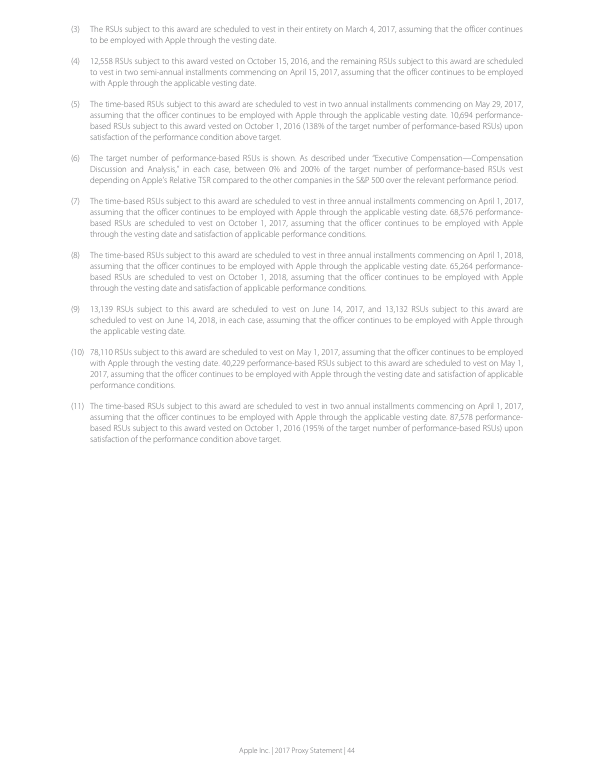 (3) The RSUs subject to this award are scheduled to vest in their entirety on March 4, 2017, assuming that the officer continues
to be employed with Apple through the vesting date.
(4) 12,558 RSUs subject to this award vested on October 15, 2016, and the remaining RSUs subject to this award are scheduled
to vest in two semi-annual installments commencing on April 15, 2017, assuming that the officer continues to be employed
with Apple through the applicable vesting date.
(5) The time-based RSUs subject to this award are scheduled to vest in two annual installments commencing on May 29, 2017,
assuming that the officer continues to be employed with Apple through the applicable vesting date. 10,694 performance-
based RSUs subject to this award vested on October 1, 2016 (138% of the target number of performance-based RSUs) upon
satisfaction of the performance condition above target.
(6) The target number of performance-based RSUs is shown. As described under “Executive Compensation—Compensation
Discussion and Analysis,” in each case, between 0% and 200% of the target number of performance-based RSUs vest
depending on Apple’s Relative TSR compared to the other companies in the S&P 500 over the relevant performance period.
(7) The time-based RSUs subject to this award are scheduled to vest in three annual installments commencing on April 1, 2017,
assuming that the officer continues to be employed with Apple through the applicable vesting date. 68,576 performance-
based RSUs are scheduled to vest on October 1, 2017, assuming that the officer continues to be employed with Apple
through the vesting date and satisfaction of applicable performance conditions.
(8) The time-based RSUs subject to this award are scheduled to vest in three annual installments commencing on April 1, 2018,
assuming that the officer continues to be employed with Apple through the applicable vesting date. 65,264 performance-
based RSUs are scheduled to vest on October 1, 2018, assuming that the officer continues to be employed with Apple
through the vesting date and satisfaction of applicable performance conditions.
(9) 13,139 RSUs subject to this award are scheduled to vest on June 14, 2017, and 13,132 RSUs subject to this award are
scheduled to vest on June 14, 2018, in each case, assuming that the officer continues to be employed with Apple through
the applicable vesting date.
(10) 78,110 RSUs subject to this award are scheduled to vest on May 1, 2017, assuming that the officer continues to be employed
with Apple through the vesting date. 40,229 performance-based RSUs subject to this award are scheduled to vest on May 1,
2017, assuming that the officer continues to be employed with Apple through the vesting date and satisfaction of applicable
performance conditions.
(11) The time-based RSUs subject to this award are scheduled to vest in two annual installments commencing on April 1, 2017,
assuming that the officer continues to be employed with Apple through the applicable vesting date. 87,578 performance-
based RSUs subject to this award vested on October 1, 2016 (195% of the target number of performance-based RSUs) upon
satisfaction of the performance condition above target.
Apple Inc. | 2017 Proxy Statement | 44